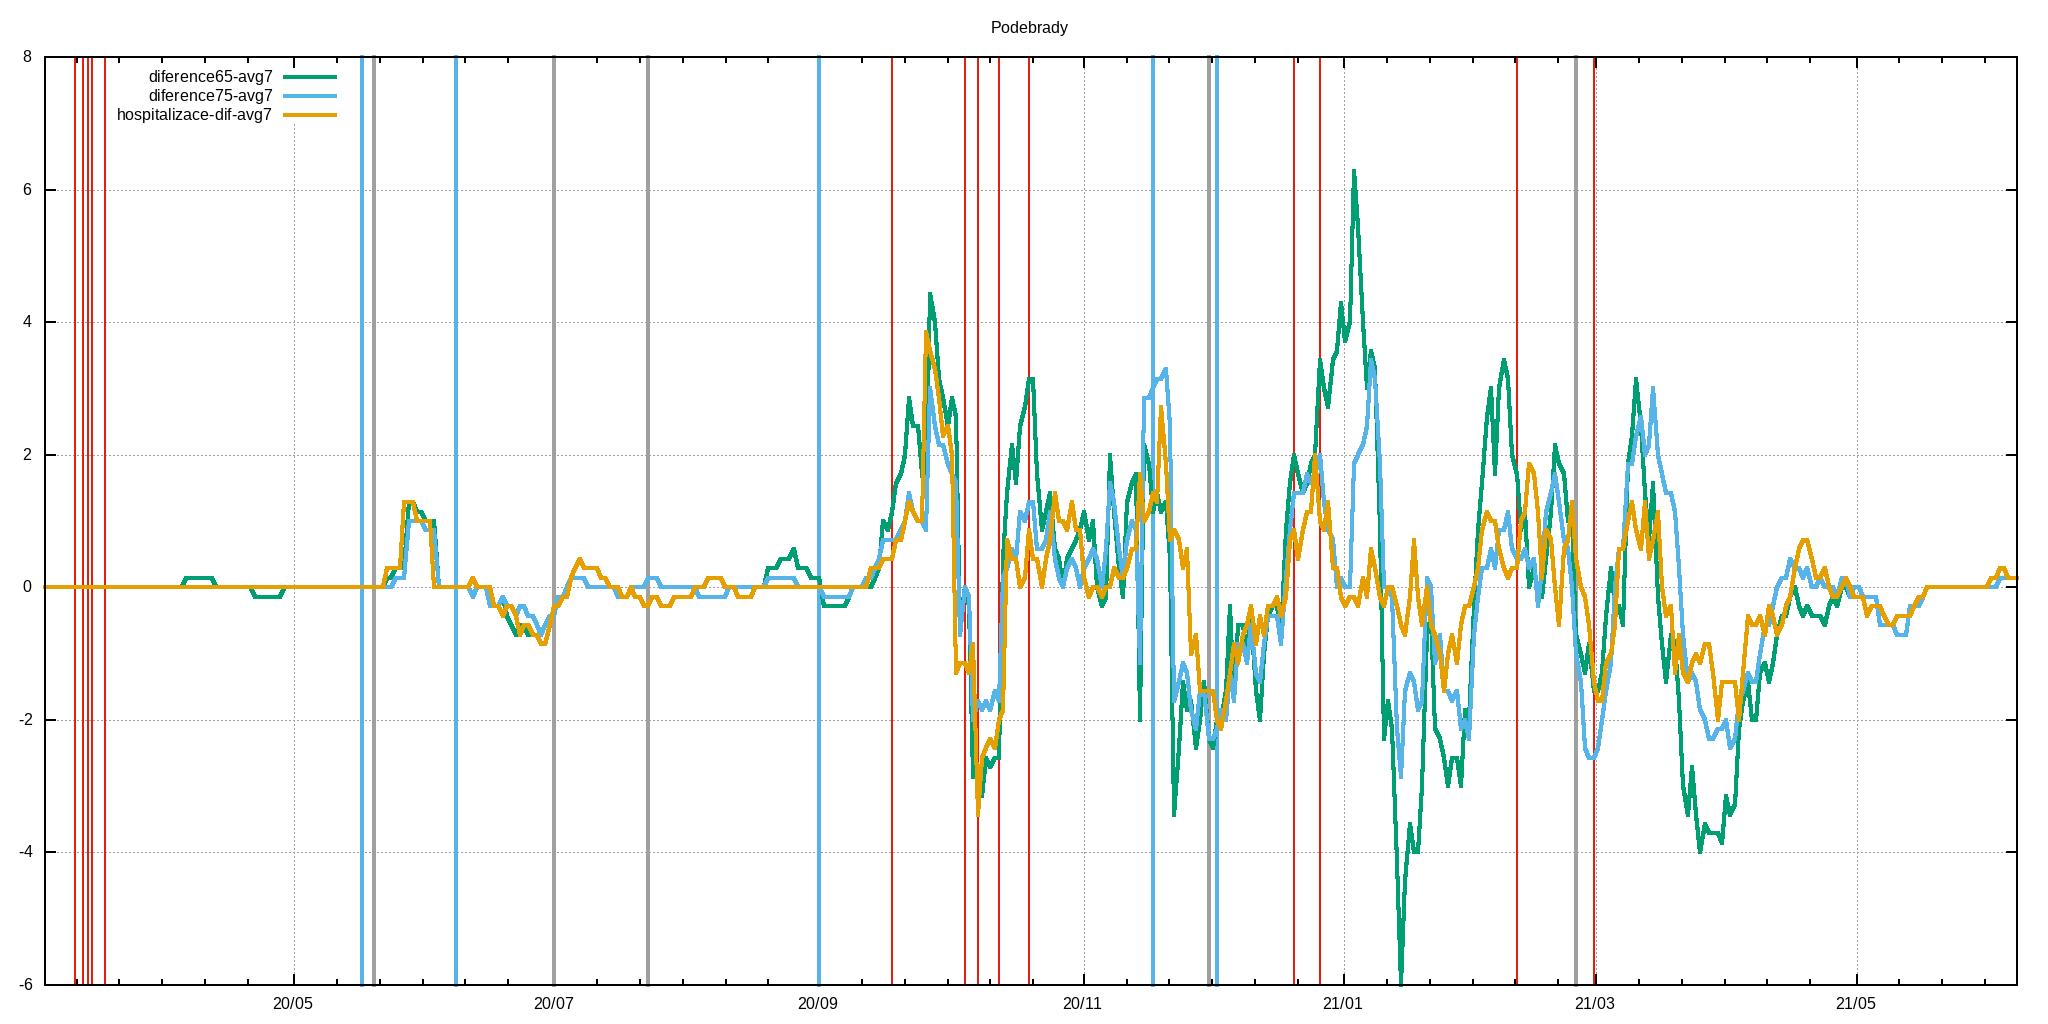 Podebrady
8
diference65-avg7
diference75-avg7
hospitalizace-dif-avg7
6
4
2
0
-2
-4
-6
20/05 20/07 20/09 20/11 21/01 21/03 21/05